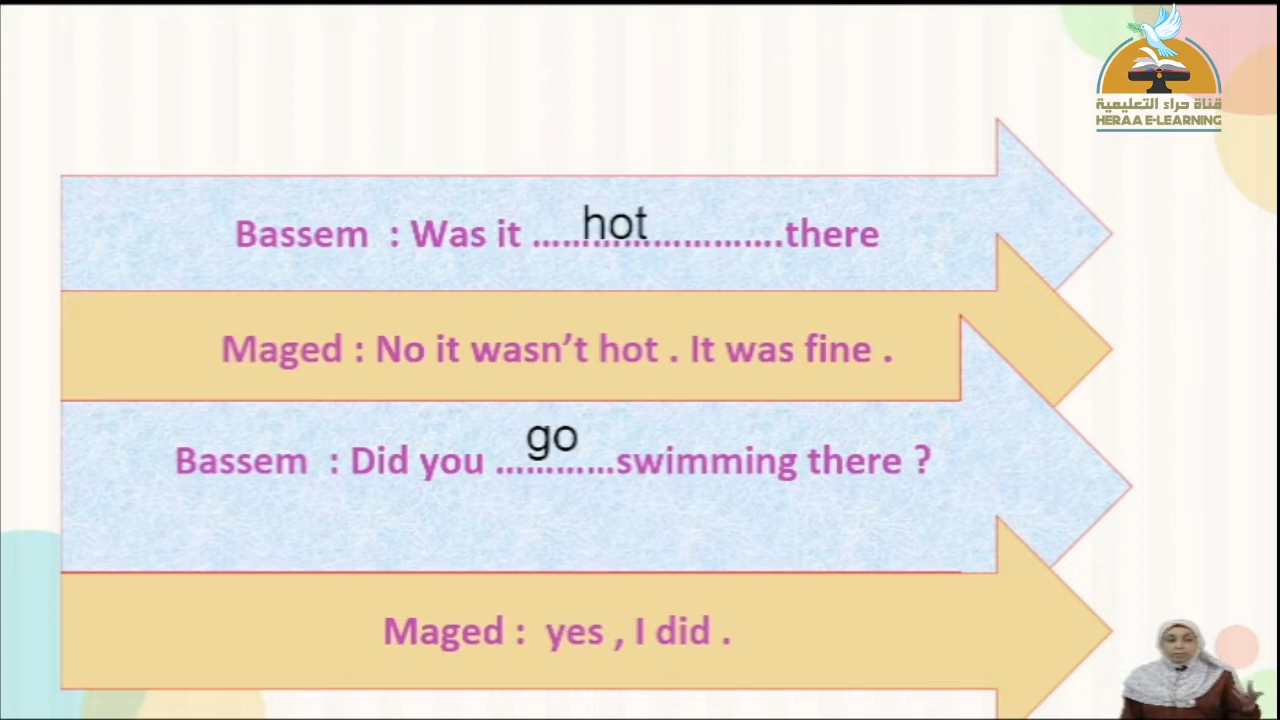 قناة حراء التعليمية
HERAA E-LEARNING
Bassem : Was it ...........hot...........there
Maged : No it wasn't hot . It was fine .
Bassem : Did you ......go......swimming there ?
Maged : yes , I did .